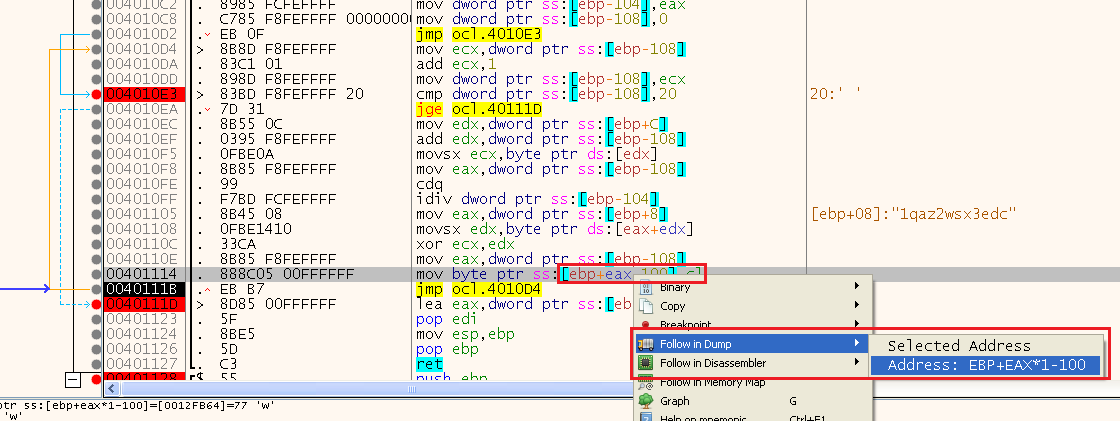 004010C2 . 8985 FCFEFFFF mov dword ptr ss:[ebp-104],eax
004010C8 . C785 F8FEFFFF 00000000 mov dword ptr ss:[ebp-108],0
004010D2 . EB 0F jmp ocl.4010E3
004010D4 > 8B8D F8FEFFFF mov ecx,dword ptr ss:[ebp-108]
004010DA . 83C1 01 add ecx,1
004010DD . 898D F8FEFFFF mov dword ptr ss:[ebp-108],ecx
004010E3 > 83BD F8FEFFFF 20 cmp dword ptr ss:[ebp-108],20 20:' '
004010EA . 7D 31 jge ocl.40111D
004010EC . 8B55 0C mov edx,dword ptr ss:[ebp+C]
004010EF . 0395 F8FEFFFF add edx,dword ptr ss:[ebp-108]
004010F5 . 0FBE0A movsx ecx,byte ptr ds:[edx]
004010F8 . 8B85 F8FEFFFF mov eax,dword ptr ss:[ebp-108]
004010FE . 99 cdq
004010FF . F7BD FCFEFFFF idiv dword ptr ss:[ebp-104]
00401105 . 8B45 08 mov eax,dword ptr ss:[ebp+8] [ebp+08]:"1qaz2wsx3edc"
00401108 . 0FBE1410 movsx edx,byte ptr ds:[eax+edx]
0040110C . 33CA xor ecx,edx
0040110E . 8B85 F8FEFFFF mov eax,dword ptr ss:[ebp-108]
00401114 . 888C05 00FFFFFF mov byte ptr ss:[ebp+eax-100],cl
0040111B . EB B7 jmp ocl.4010D4
0040111D > 8D85 00FFFFFF lea eax,dword ptr ss:[eb
00401123 . 5F pop edi
00401124 . 8BE5 mov esp,ebp
00401126 . 5D pop ebp
00401127 . C3 ret
00401128 $ 55 push ebp
Binary
Copy
Breakpoint
Follow in Dump
Follow in Disassembler
Follow in Memory Map
Graph G
Help on mnemonic Ctrl+F1
Selected Address
Address: EBP+EAX*1-100
ptr ss:[ebp+eax*1-100]=[0012FB64]=77 'w'
'w'